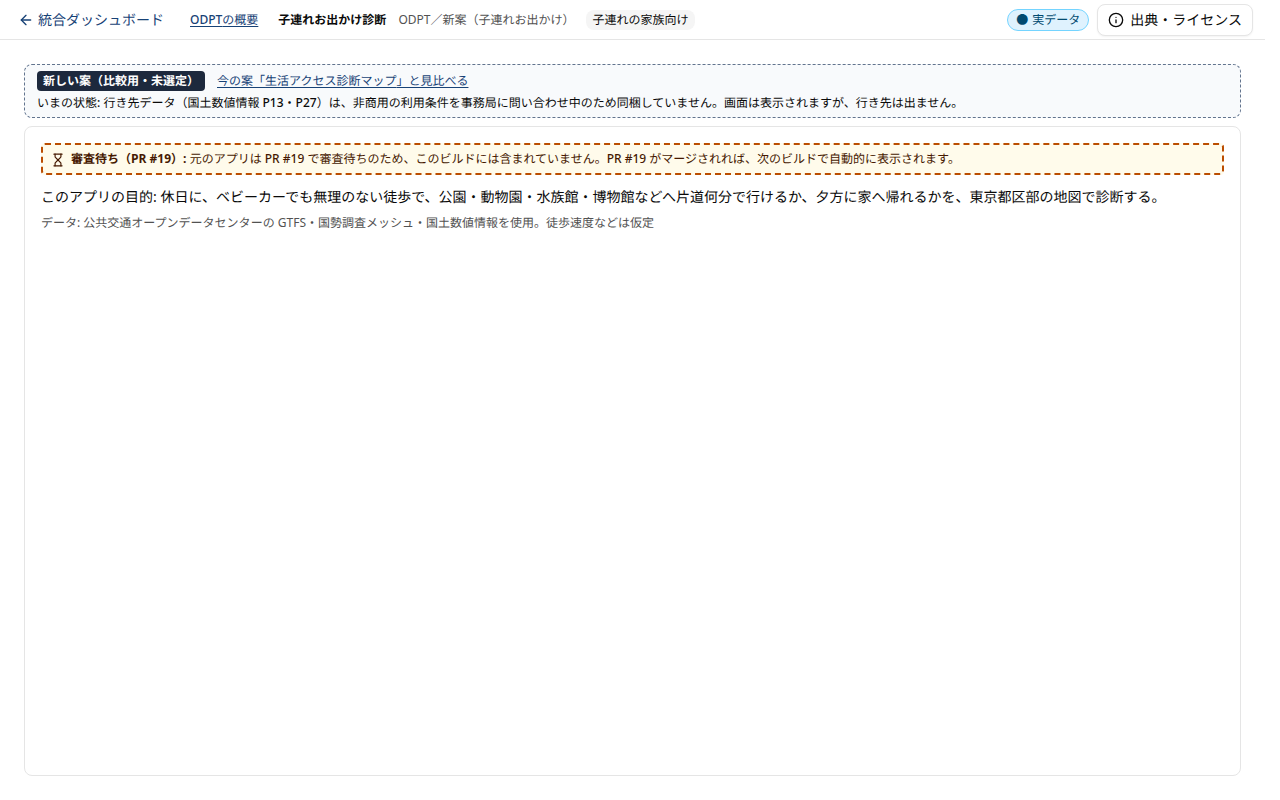 統合ダッシュボード ODPTの概要 子連れお出かけ診断 ODPT／新案（子連れお出かけ） 子連れの家族向け 実データ 出典・ライセンス
新しい案（比較用・未選定） 今の案「生活アクセス診断マップ」と見比べる
いまの状態: 行き先データ（国土数値情報 P13・P27）は、非商用の利用条件を事務局に問い合わせ中のため同梱していません。画面は表示されますが、行き先は出ません。
審査待ち（PR #19）: 元のアプリは PR #19 で審査待ちのため、このビルドには含まれていません。PR #19 がマージされれば、次のビルドで自動的に表示されます。
このアプリの目的: 休日に、ベビーカーでも無理のない徒歩で、公園・動物園・水族館・博物館などへ片道何分で行けるか、夕方に家へ帰れるかを、東京都区部の地図で診断する。
データ: 公共交通オープンデータセンターの GTFS・国勢調査メッシュ・国土数値情報を使用。徒歩速度などは仮定